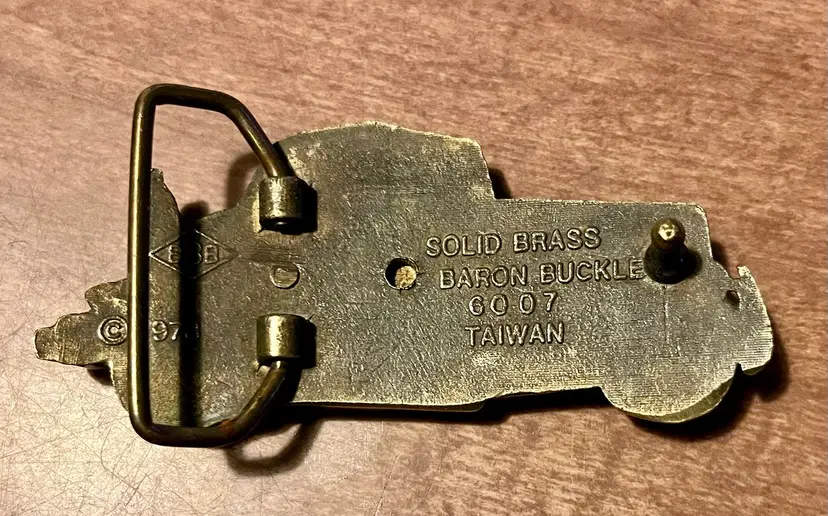 SOLID BRASS
BARON BUCKLE
6007
TAIWAN
©